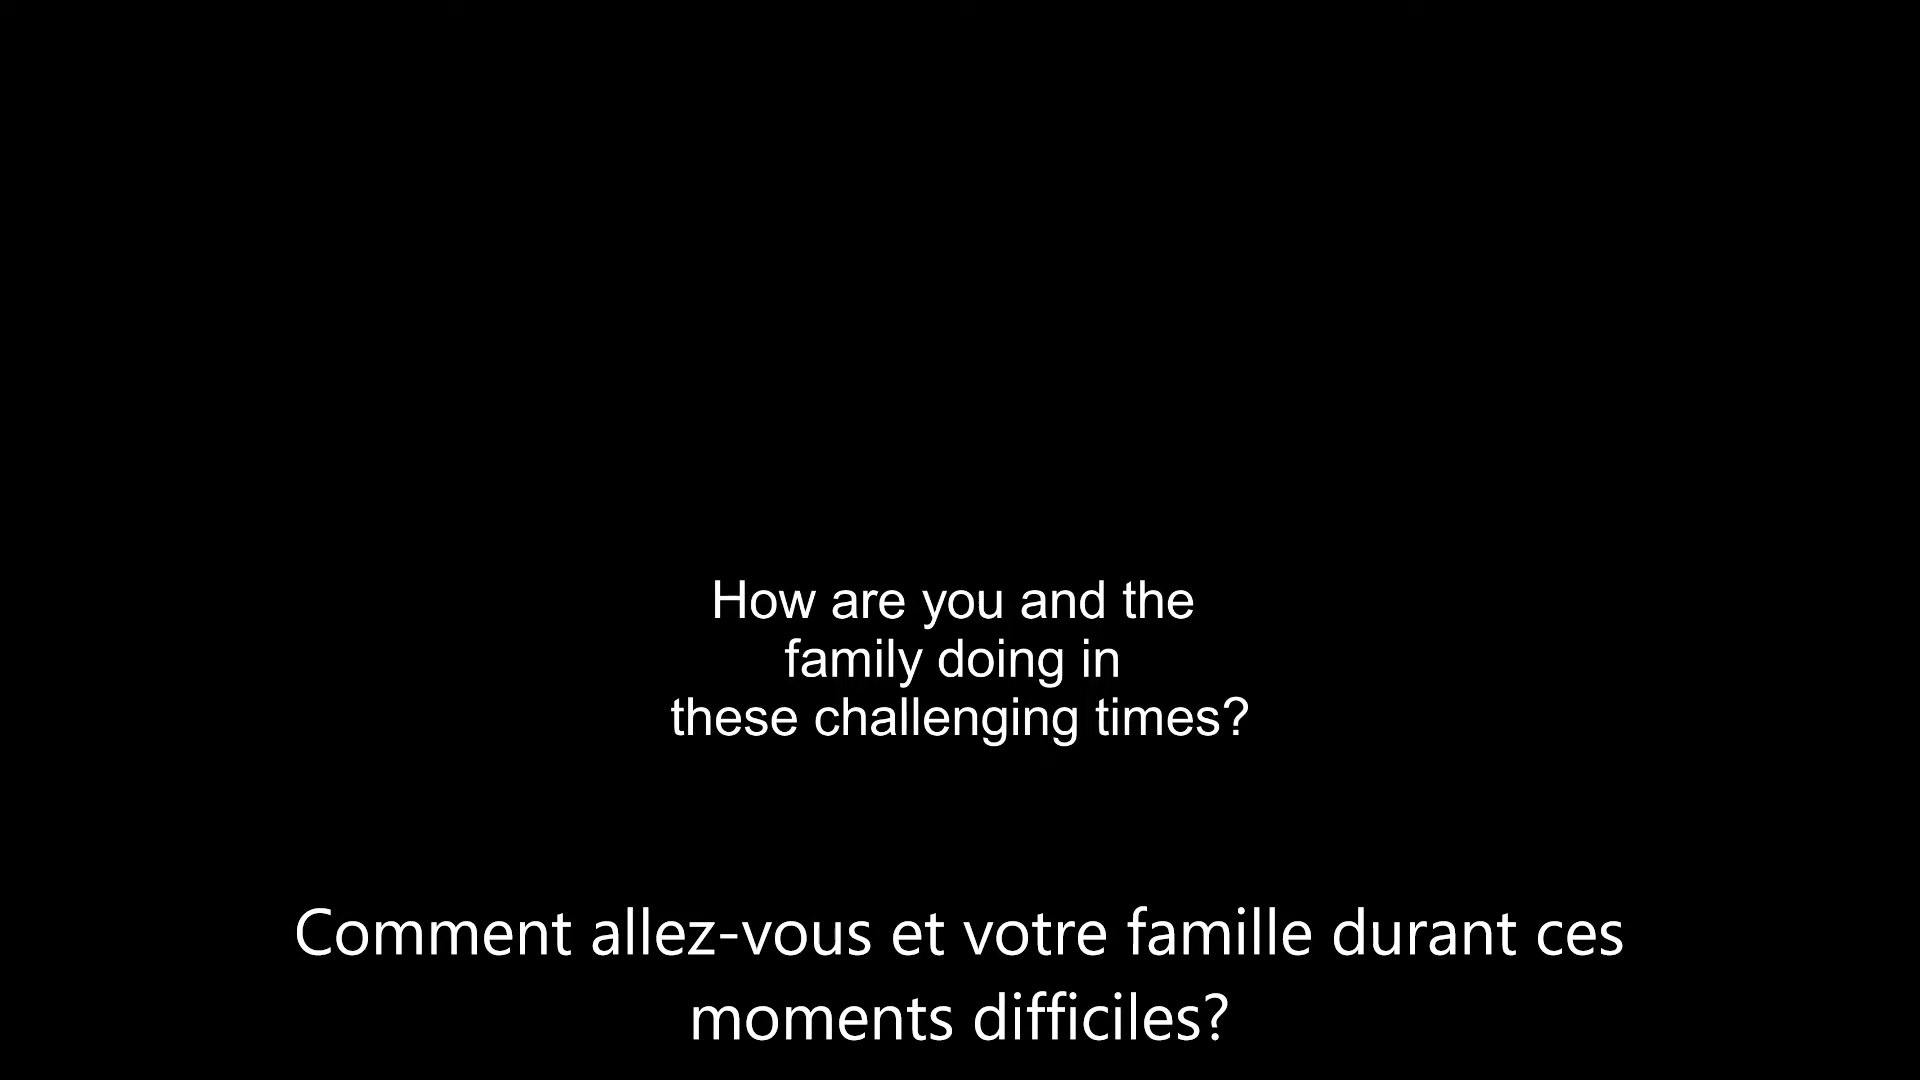 How are you and the
family doing in
these challenging times?
Comment allez-vous et votre famille durant ces
moments difficiles?